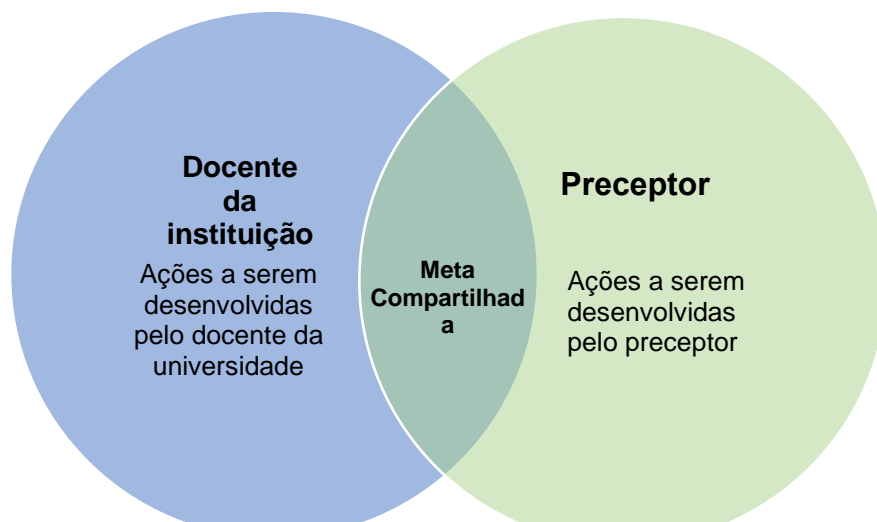 Docente
da
instituição
Ações a serem
desenvolvidas
pelo docente da
universidade
Meta
Compartilhad
a
Preceptor
Ações a serem
desenvolvidas
pelo preceptor